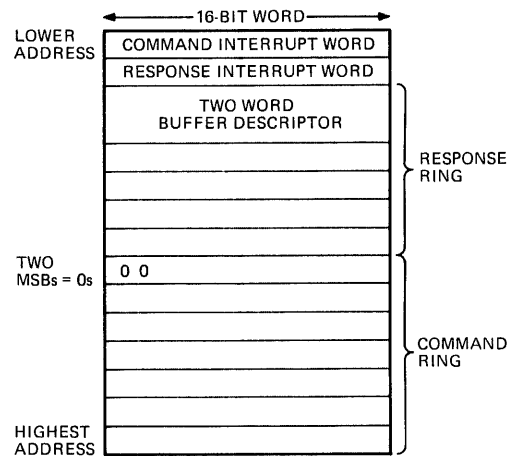 16-BIT WORD
LOWER
ADDRESS
COMMAND INTERRUPT WORD
RESPONSE INTERRUPT WORD
TWO WORD
BUFFER DESCRIPTOR
RESPONSE
RING
TWO
MSBs = 0s
0 0
COMMAND
RING
HIGHEST
ADDRESS